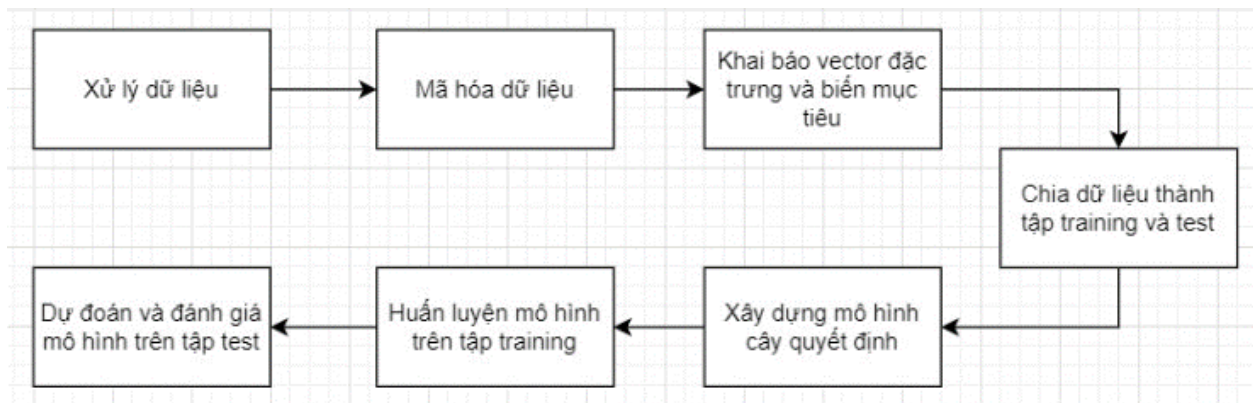 Xử lý dữ liệu
Mã hóa dữ liệu
Khai báo vector đặc
trưng và biến mục
tiêu
Chia dữ liệu thành
tập training và test
Xây dựng mô hình
cây quyết định
Huấn luyện mô hình
trên tập training
Dự đoán và đánh giá
mô hình trên tập test